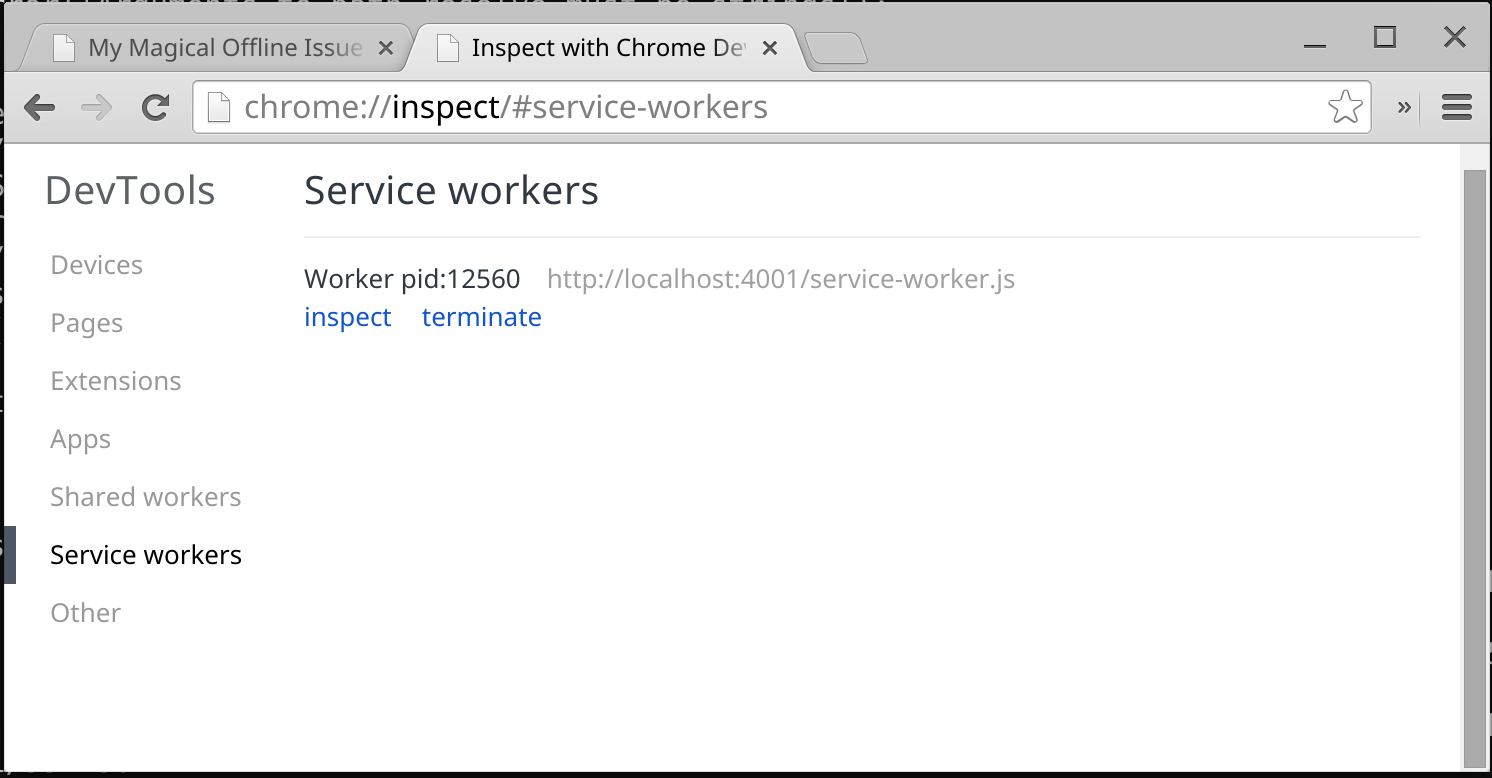 My Magical Offline Issue
Inspect with Chrome De
chrome://inspect/#service-workers
»
DevTools
Service workers
Devices
Worker pid:12560 http://localhost:4001/service-worker.js
inspect terminate
Pages
Extensions
Apps
Shared workers
Service workers
Other